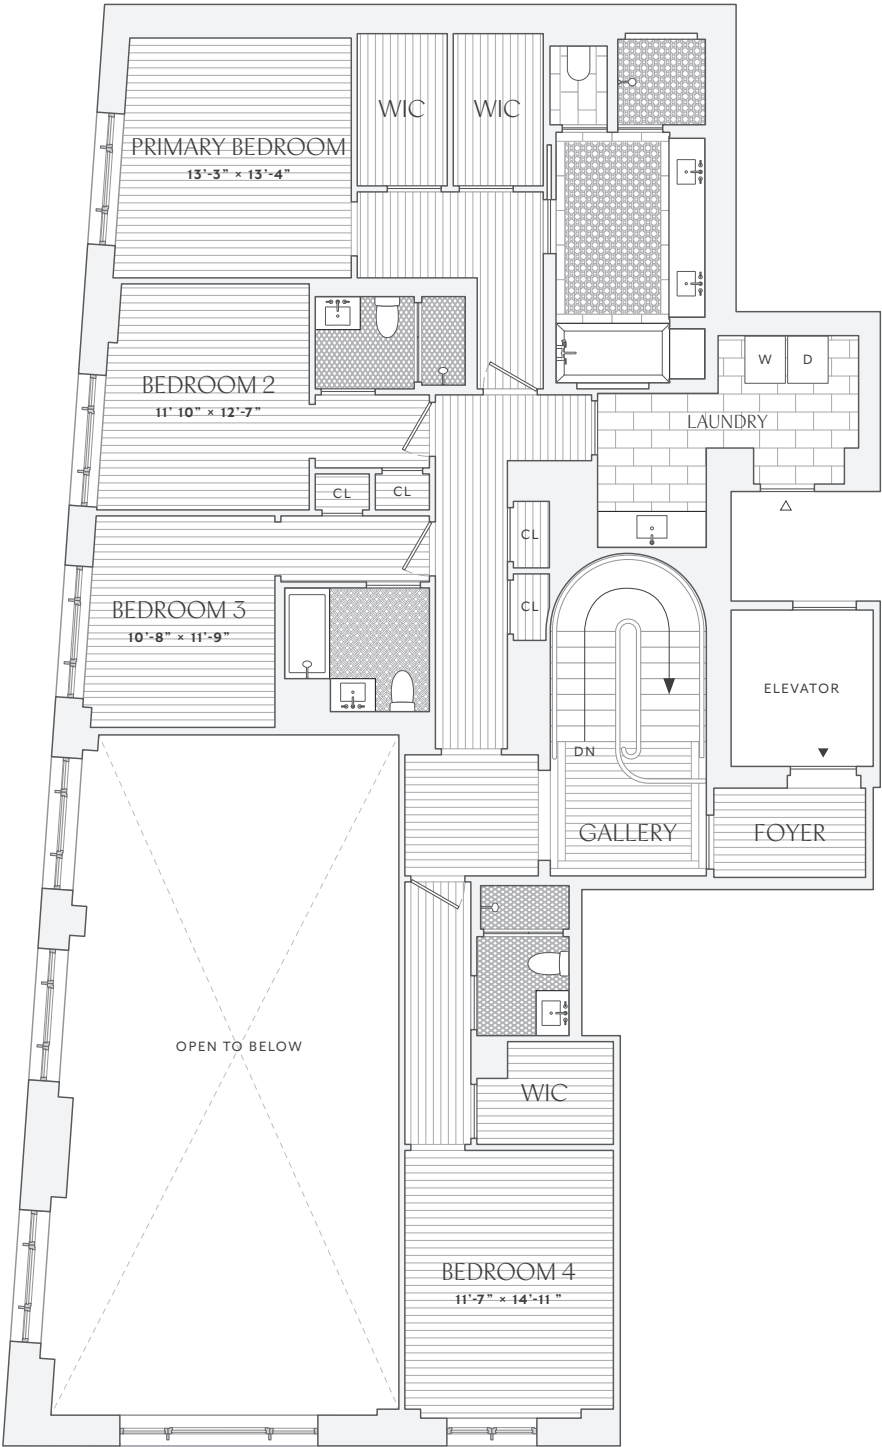 WIC
WIC
PRIMARY BEDROOM
13'-3" × 13'-4"
BEDROOM 2
11' 10" × 12'-7"
W
D
LAUNDRY
CL
CL
CL
CL
BEDROOM 3
10'-8" × 11'-9"
ELEVATOR
DN
GALLERY
FOYER
OPEN TO BELOW
WIC
BEDROOM 4
11'-7" × 14'-11 "